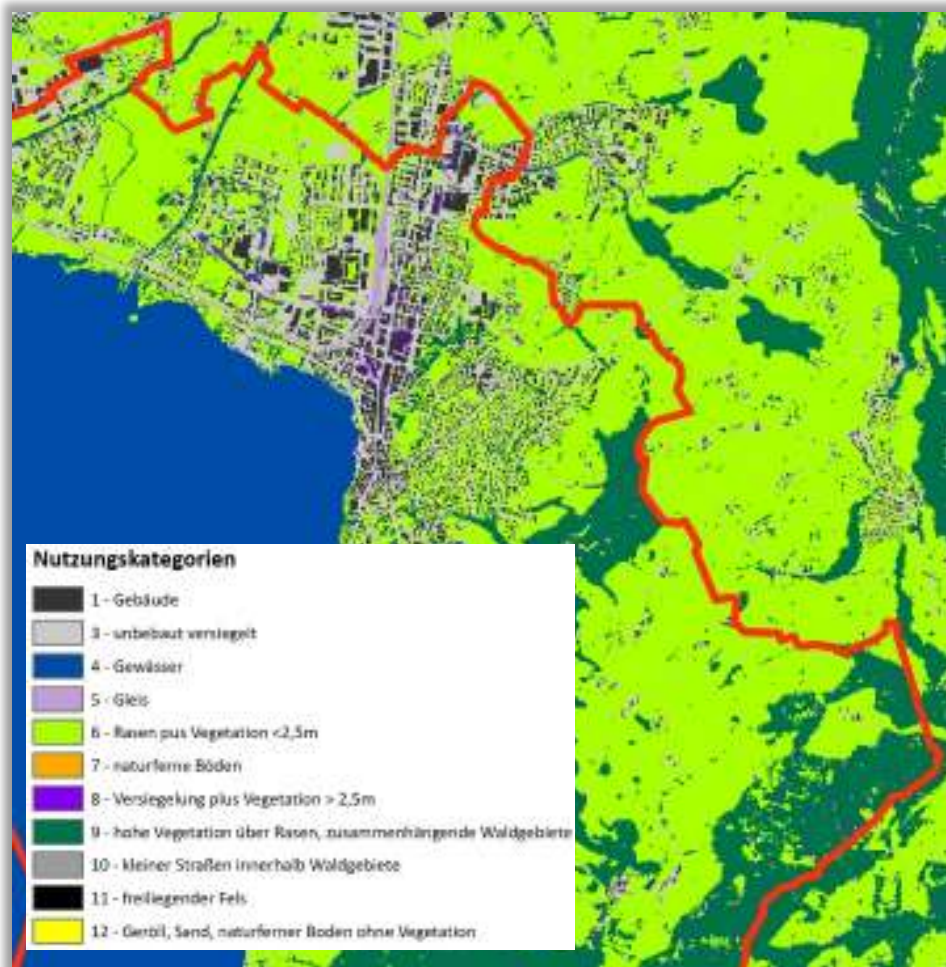 Nutzungskategorien
1 - Gebäude
3 - unbebaut versiegelt
4 - Gewässer
5 - Gleis
6 - Rasen pus Vegetation <2,5m
7 - naturferne Böden
8 - Versiegelung plus Vegetation > 2,5m
9 - hohe Vegetation über Rasen, zusammenhängende Waldgebiete
10 - kleiner Straßen innerhalb Waldgebiete
11 - freiliegender Fels
12 - Geröll, Sand, naturferner Boden ohne Vegetation